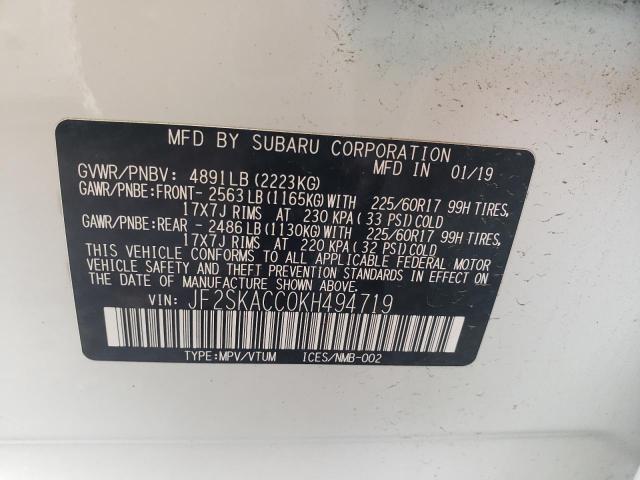 MFD BY SUBARU CORPORATION
GVWR/PNBV: 4891LB(2223KG) MFD IN 01/19
GAWR/PNBE:FRONT- 2563LB(1165KG)WITH 225/60R17 99H TIRES,
17X7J RIMS AT 230 KPA(33 PSI)COLD
GAWR/PNBE:REAR - 2486LB(1130KG)WITH 225/60R17 99H TIRES,
17X7J RIMS AT 220 KPA(32 PSI)COLD
THIS VEHICLE CONFORMS TO ALL APPLICABLE FEDERAL MOTOR
VEHICLE SAFETY AND THEFT PREVENTION STANDARDS IN EFFECT ON
THE DATE OF MANUFACTURE SHOWN ABOVE.
VIN: JF2SKACC0KH494719
TYPE:MPV/VTUM ICES/NMB-002